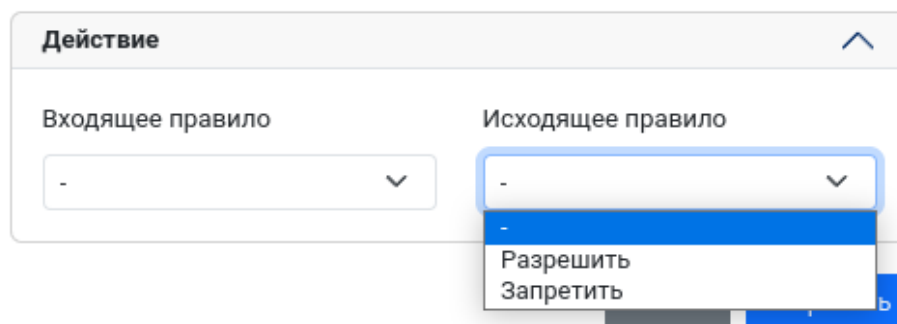 Действие
Входящее правило
Исходящее правило
-
-
-
Разрешить
Запретить